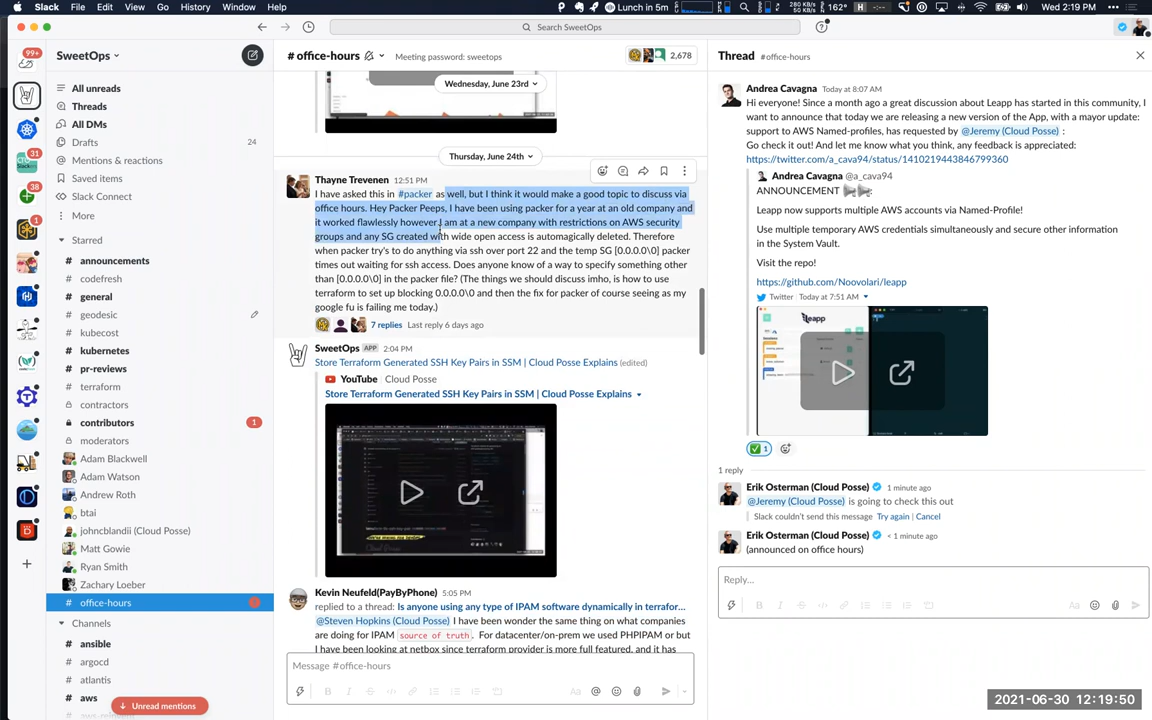 Slack File Edit View Go History Window Help
Lunch in 5m
280 KB/s
50 KB/s
162°
Wed 2:19 PM
Search SweetOps
99+
31
38
SweetOps
All unreads
Threads
All DMs
Drafts 24
Mentions & reactions
Saved items
Slack Connect
More
Starred
announcements
codefresh
# general
# geodesic
kubecost
# kubernetes
# pr-reviews
# terraform
contractors
# contributors 1
moderators
Adam Blackwell
Adam Watson
Andrew Roth
btai
johncblandii (Cloud Posse)
Matt Gowie
Ryan Smith
Zachary Loeber
# office-hours
Channels
# ansible
# argocd
# atlantis
# aws
↓ Unread mentions
# office-hours
Meeting password: sweetops
2,678
Wednesday, June 23rd
Thursday, June 24th
Thayne Trevenen 12:51 PM
I have asked this in #packer as well, but I think it would make a good topic to discuss via
office hours. Hey Packer Peeps, I have been using packer for a year at an old company and
it worked flawlessly however I am at a new company with restrictions on AWS security
groups and any SG created with wide open access is automagically deleted. Therefore
when packer try's to do anything via ssh over port 22 and the temp SG [0.0.0.0\0] packer
times out waiting for ssh access. Does anyone know of a way to specify something other
than [0.0.0.0\0] in the packer file? (The things we should discuss imho, is how to use
terraform to set up blocking 0.0.0.0\0 and then the fix for packer of course seeing as my
google fu is failing me today.)
7 replies Last reply 6 days ago
SweetOps APP 2:04 PM
Store Terraform Generated SSH Key Pairs in SSM | Cloud Posse Explains (edited)
YouTube | Cloud Posse
Store Terraform Generated SSH Key Pairs in SSM | Cloud Posse Explains
Kevin Neufeld(PayByPhone) 5:05 PM
replied to a thread: Is anyone using any type of IPAM software dynamically in terrafor...
@Steven Hopkins (Cloud Posse) I have been wonder the same thing on what companies
are doing for IPAM source of truth. For datacenter/on-prem we used PHPIPAM or but
I have been looking at netbox since terraform provider is more full featured, and it has
Message #office-hours
Aa
Thread #office-hours
Andrea Cavagna Today at 8:07 AM
Hi everyone! Since a month ago a great discussion about Leapp has started in this community, I
want to announce that today we are releasing a new version of the App, with a mayor update:
support to AWS Named-profiles, has requested by @Jeremy (Cloud Posse) :
Go check it out! And let me know what you think, any feedback is appreciated:
https://twitter.com/a_cava94/status/1410219443846799360
Andrea Cavagna @a_cava94
ANNOUNCEMENT
Leapp now supports multiple AWS accounts via Named-Profile!
Use multiple temporary AWS credentials simultaneously and secure other information
in the System Vault.
Visit the repo!
https://github.com/Noovolari/leapp
Twitter Today at 7:51 AM
leapp
1
1 reply
Erik Osterman (Cloud Posse) 1 minute ago
@Jeremy (Cloud Posse) is going to check this out
Slack couldn't send this message Try again | Cancel
Erik Osterman (Cloud Posse) < 1 minute ago
(announced on office hours)
Reply...
Aa
2021-06-30 12:19:50